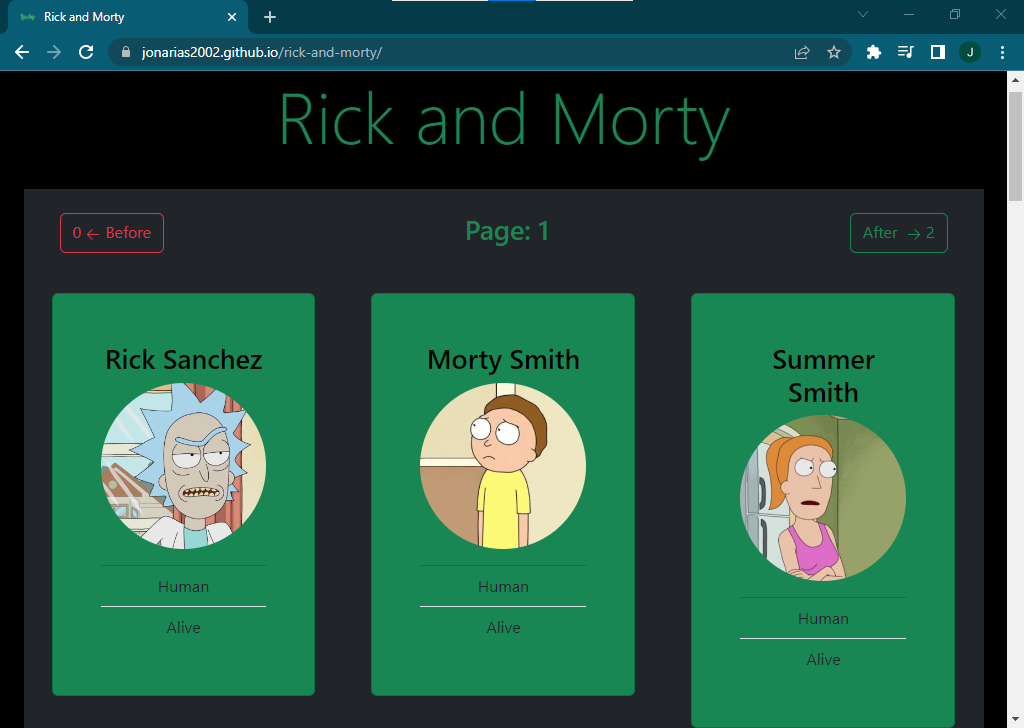 Rick and Morty
jonarias2002.github.io/rick-and-morty/
J
Rick and Morty
0 ← Before
Page: 1
After → 2
Rick Sanchez
Human
Alive
Morty Smith
Human
Alive
Summer
Smith
Human
Alive